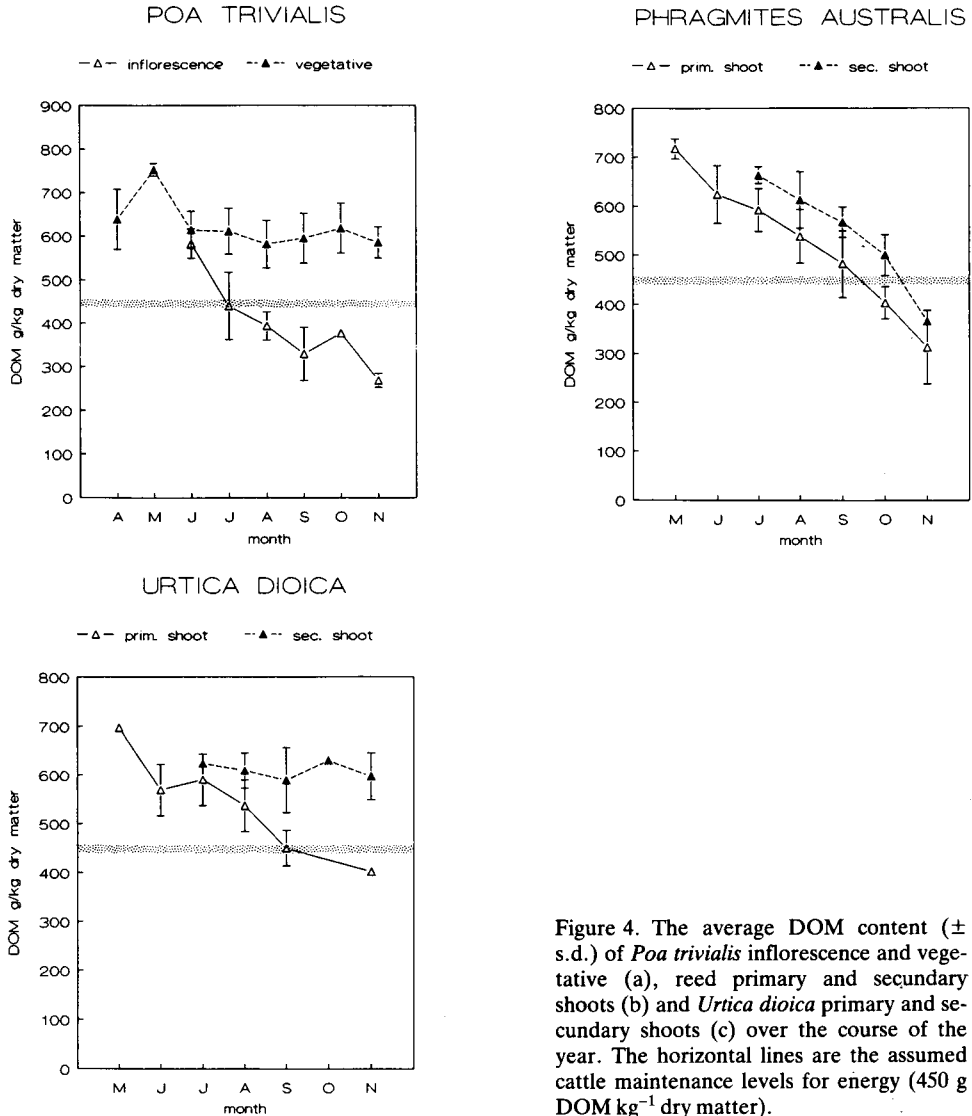 POA TRIVIALIS
—△— inflorescence --▲-- vegetative
DOM g/kg dry matter
900
800
700
600
500
400
300
200
100
0
A M J J A S O N
month
PHRAGMITES AUSTRALIS
—△— prim. shoot --▲-- sec. shoot
DOM g/kg dry matter
800
700
600
500
400
300
200
100
0
M J J A S O N
month
URTICA DIOICA
—△— prim. shoot --▲-- sec. shoot
DOM g/kg dry matter
800
700
600
500
400
300
200
100
0
M J J A S O N
month
Figure 4. The average DOM content (±
s.d.) of Poa trivialis inflorescence and vege-
tative (a), reed primary and secundary
shoots (b) and Urtica dioica primary and se-
cundary shoots (c) over the course of the
year. The horizontal lines are the assumed
cattle maintenance levels for energy (450 g
DOM kg⁻¹ dry matter).